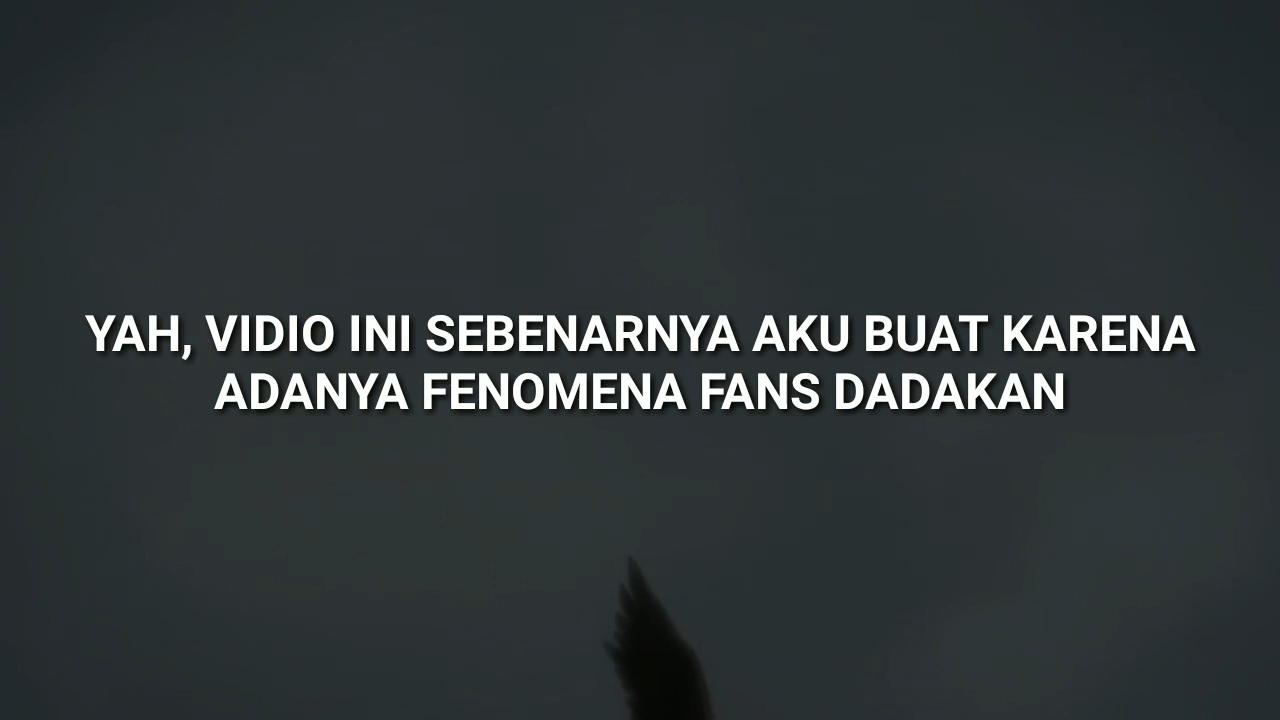 YAH, VIDIO INI SEBENARNYA AKU BUAT KARENA
ADANYA FENOMENA FANS DADAKAN